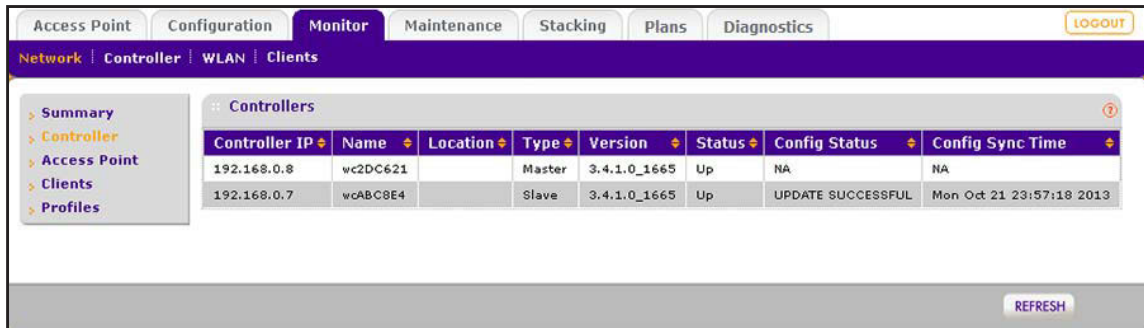 Access Point Configuration Monitor Maintenance Stacking Plans Diagnostics LOGOUT
Network Controller WLAN Clients
Summary
Controller
Access Point
Clients
Profiles
Controllers ?
Controller IP Name Location Type Version Status Config Status Config Sync Time
192.168.0.8 wc2DC621 Master 3.4.1.0_1665 Up NA NA
192.168.0.7 wcABC8E4 Slave 3.4.1.0_1665 Up UPDATE SUCCESSFUL Mon Oct 21 23:57:18 2013
REFRESH